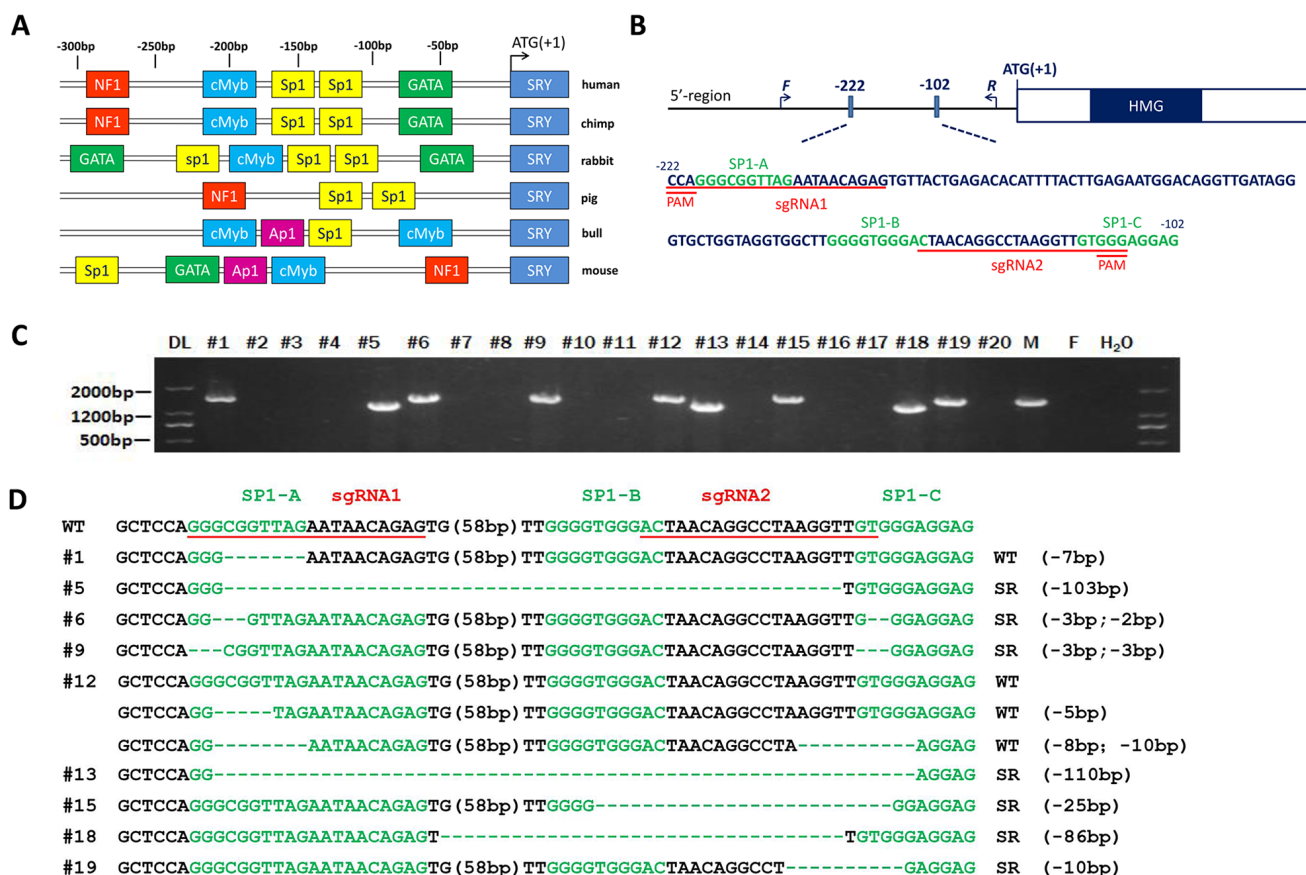 A
-300bp -250bp -200bp -150bp -100bp -50bp ATG(+1)
NF1 cMyb Sp1 Sp1 GATA SRY human
NF1 cMyb Sp1 Sp1 GATA SRY chimp
GATA sp1 cMyb Sp1 Sp1 GATA SRY rabbit
NF1 Sp1 Sp1 SRY pig
cMyb Ap1 Sp1 cMyb SRY bull
Sp1 GATA Ap1 cMyb NF1 SRY mouse
B
ATG(+1)
5'-region F -222 -102 R HMG
-222 SP1-A
CCAGGGCGGTTAGAATAACAGAGTGTTACTGAGACACATTTTACTTGAGAATGGACAGGTTGATAGG
PAM sgRNA1
SP1-B SP1-C -102
GTGCTGGTAGGTGGCTTGGGGTGGGACTAACAGGCCTAAGGTTGTGGGAGGAG
sgRNA2 PAM
C
DL #1 #2 #3 #4 #5 #6 #7 #8 #9 #10 #11 #12 #13 #14 #15 #16 #17 #18 #19 #20 M F H2O
2000bp
1200bp
500bp
D
SP1-A sgRNA1 SP1-B sgRNA2 SP1-C
WT GCTCCAGGGCGGTTAGAATAACAGAGTG(58bp)TTGGGGTGGGACTAACAGGCCTAAGGTTGTGGGAGGAG
#1 GCTCCAGGG-------AATAACAGAGTG(58bp)TTGGGGTGGGACTAACAGGCCTAAGGTTGTGGGAGGAG WT (-7bp)
#5 GCTCCAGGG-----------------------------------------------------TGTGGGAGGAG SR (-103bp)
#6 GCTCCAGG---GTTAGAATAACAGAGTG(58bp)TTGGGGTGGGACTAACAGGCCTAAGGTTG--GGAGGAG SR (-3bp;-2bp)
#9 GCTCCA---CGGTTAGAATAACAGAGTG(58bp)TTGGGGTGGGACTAACAGGCCTAAGGTT---GGAGGAG SR (-3bp;-3bp)
#12 GCTCCAGGGCGGTTAGAATAACAGAGTG(58bp)TTGGGGTGGGACTAACAGGCCTAAGGTTGTGGGAGGAG WT
GCTCCAGG-----TAGAATAACAGAGTG(58bp)TTGGGGTGGGACTAACAGGCCTAAGGTTGTGGGAGGAG WT (-5bp)
GCTCCAGG--------AATAACAGAGTG(58bp)TTGGGGTGGGACTAACAGGCCTA----------AGGAG WT (-8bp; -10bp)
#13 GCTCCAGG------------------------------------------------------------AGGAG SR (-110bp)
#15 GCTCCAGGGCGGTTAGAATAACAGAGTG(58bp)TTGGGG-------------------------GGAGGAG SR (-25bp)
#18 GCTCCAGGGCGGTTAGAATAACAGAGT-----------------------------------TGTGGGAGGAG SR (-86bp)
#19 GCTCCAGGGCGGTTAGAATAACAGAGTG(58bp)TTGGGGTGGGACTAACAGGCCT----------GAGGAG SR (-10bp)